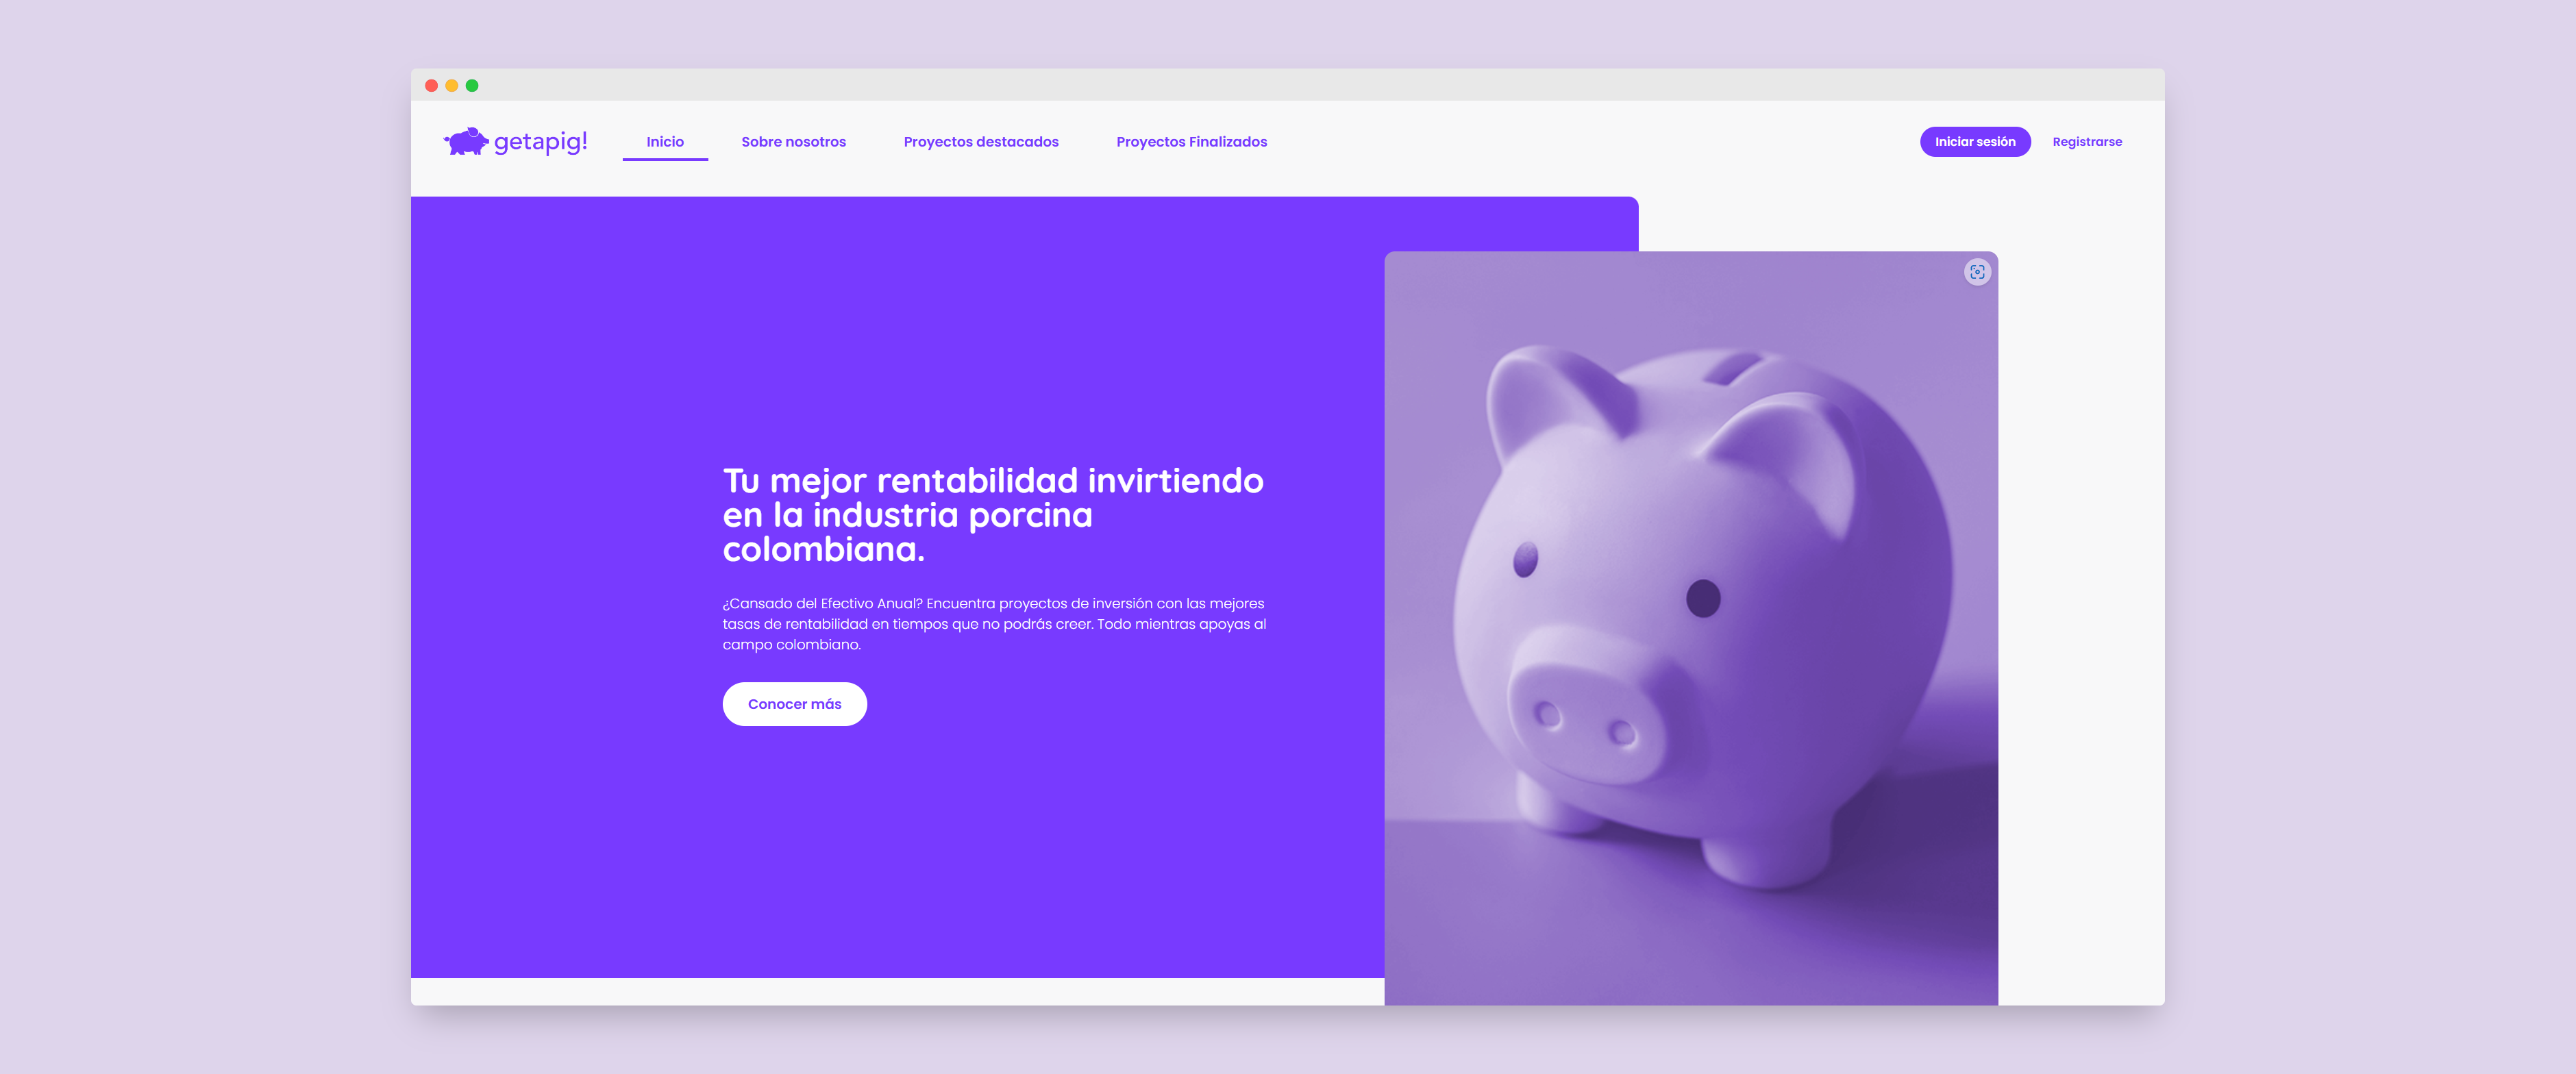 getapig!
Inicio
Sobre nosotros
Proyectos destacados
Proyectos Finalizados
Iniciar sesión
Registrarse
Tu mejor rentabilidad invirtiendo
en la industria porcina
colombiana.
¿Cansado del Efectivo Anual? Encuentra proyectos de inversión con las mejores
tasas de rentabilidad en tiempos que no podrás creer. Todo mientras apoyas al
campo colombiano.
Conocer más